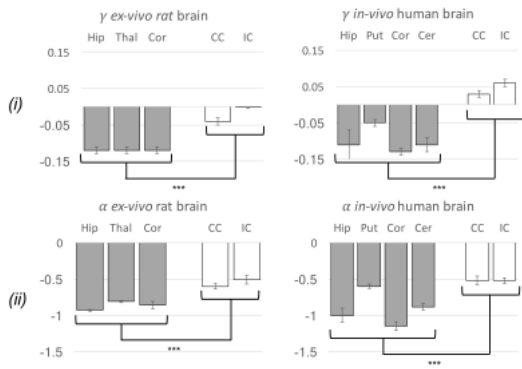 γ ex-vivo rat brain
γ in-vivo human brain
0.15
Hip Thal Cor CC IC
0.05
-0.05
-0.15
***
0.15
Hip Put Cor Cer CC IC
0.05
-0.05
-0.15
***
(i)
α ex-vivo rat brain
α in-vivo human brain
Hip Thal Cor CC IC
0
-0.5
-1
-1.5
***
Hip Put Cor Cer CC IC
0
-0.5
-1
-1.5
***
(ii)